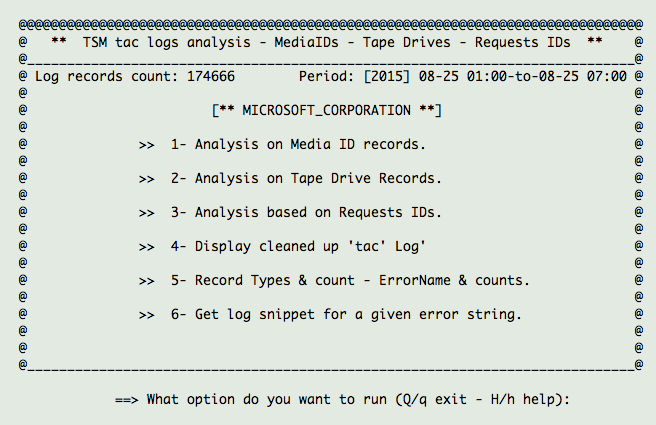 @@@@@@@@@@@@@@@@@@@@@@@@@@@@@@@@@@@@@@@@@@@@@@@@@@@@@@@@@@@@@@@@@@@@@@@@@@@@@@
@   **  TSM tac logs analysis - MediaIDs - Tape Drives - Requests IDs  **    @
@____________________________________________________________________________@
@ Log records count: 174666        Period: [2015] 08-25 01:00-to-08-25 07:00 @
@                                                                            @
@                       [** MICROSOFT_CORPORATION **]                        @
@                                                                            @
@              >>  1- Analysis on Media ID records.                          @
@                                                                            @
@              >>  2- Analysis on Tape Drive Records.                        @
@                                                                            @
@              >>  3- Analysis based on Requests IDs.                        @
@                                                                            @
@              >>  4- Display cleaned up 'tac' Log'                          @
@                                                                            @
@              >>  5- Record Types & count - ErrorName & counts.             @
@                                                                            @
@              >>  6- Get log snippet for a given error string.              @
@                                                                            @
@                                                                            @
@____________________________________________________________________________@
==> What option do you want to run (Q/q exit - H/h help):